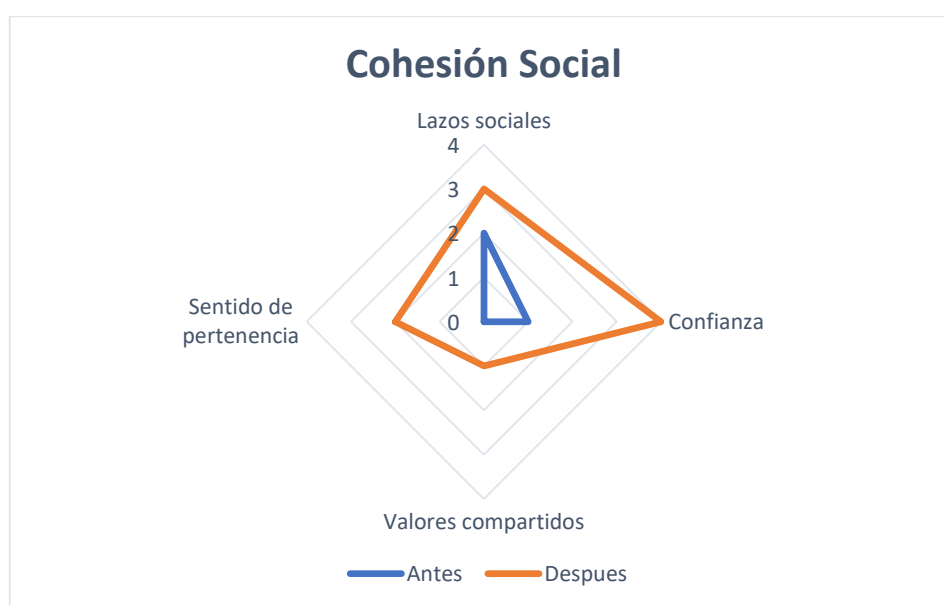 Cohesión Social
Lazos sociales
4
3
2
1
0
Sentido de
pertenencia
Confianza
Valores compartidos
Antes
Despues